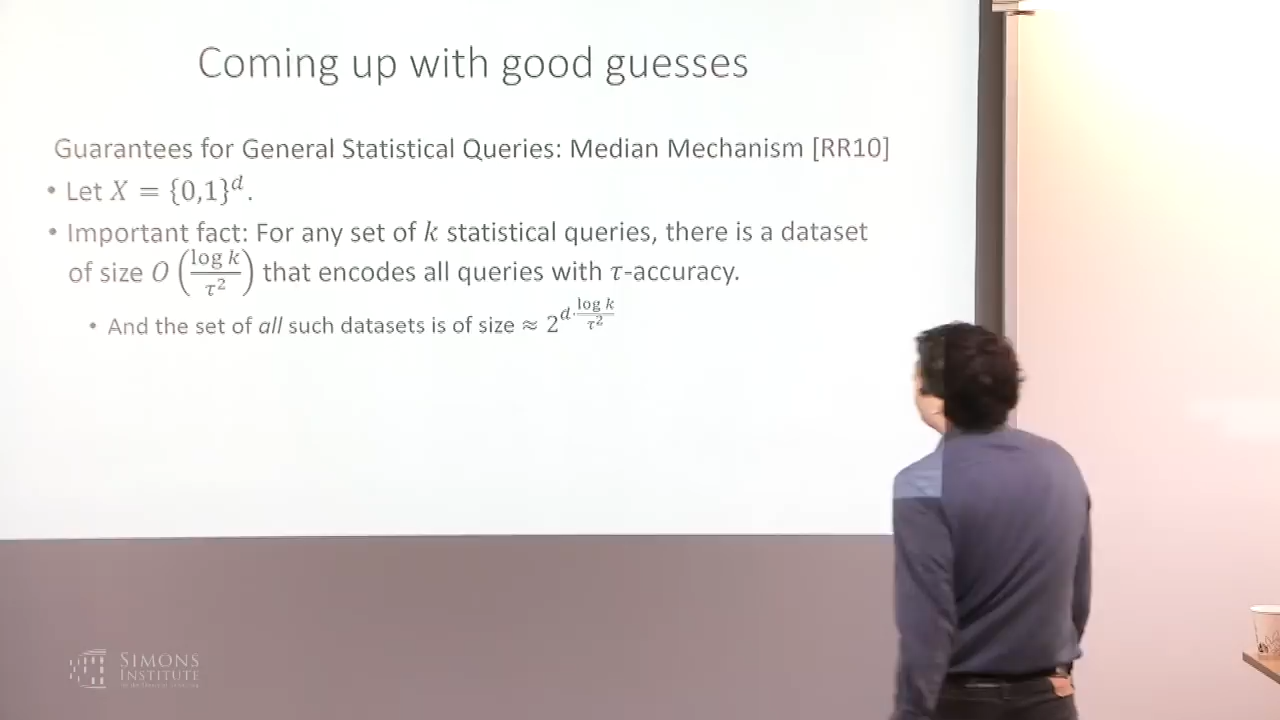 Coming up with good guesses
Guarantees for General Statistical Queries: Median Mechanism [RR10]
• Let X = {0,1}^d.
• Important fact: For any set of k statistical queries, there is a dataset
of size O(log k / τ²) that encodes all queries with τ-accuracy.
• And the set of all such datasets is of size ≈ 2^(d·log k / τ²)
SIMONS
INSTITUTE